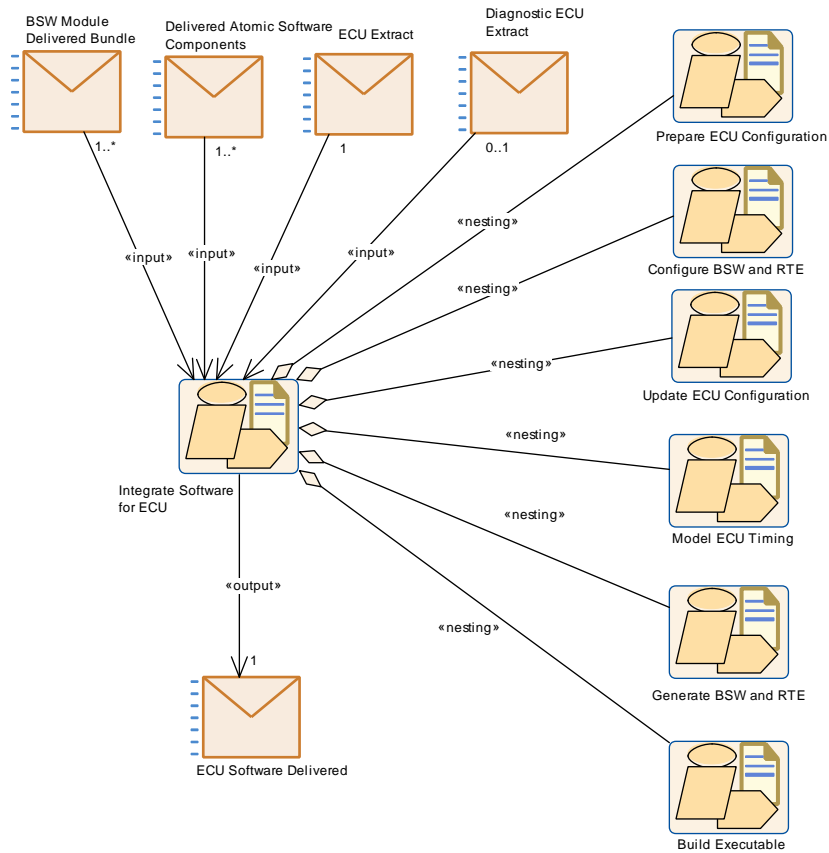 BSW Module
Delivered Bundle
Delivered Atomic Software
Components
ECU Extract
Diagnostic ECU
Extract
1..*
1..*
1
0..1
Prepare ECU Configuration
«nesting»
«input»
«input»
«input»
«input»
Configure BSW and RTE
«nesting»
«nesting»
Update ECU Configuration
«nesting»
Integrate Software
for ECU
«nesting»
Model ECU Timing
«output»
«nesting»
1
Generate BSW and RTE
ECU Software Delivered
Build Executable